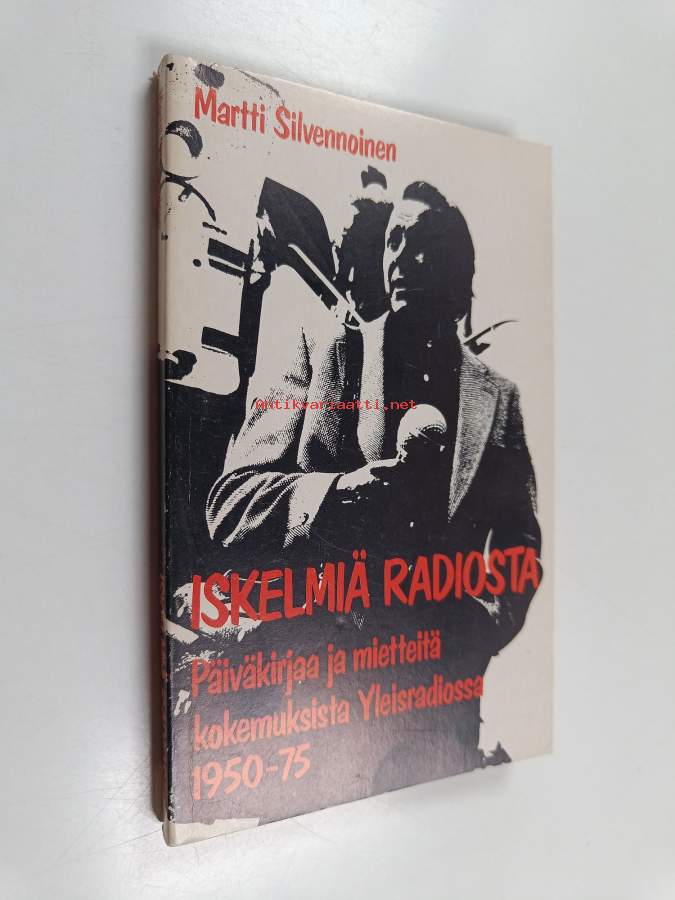 Martti Silvennoinen
Antikvariaatti.net
ISKELMIÄ RADIOSTA
Päiväkirjaa ja mietteitä
kokemuksista Yleisradiossa
1950-75